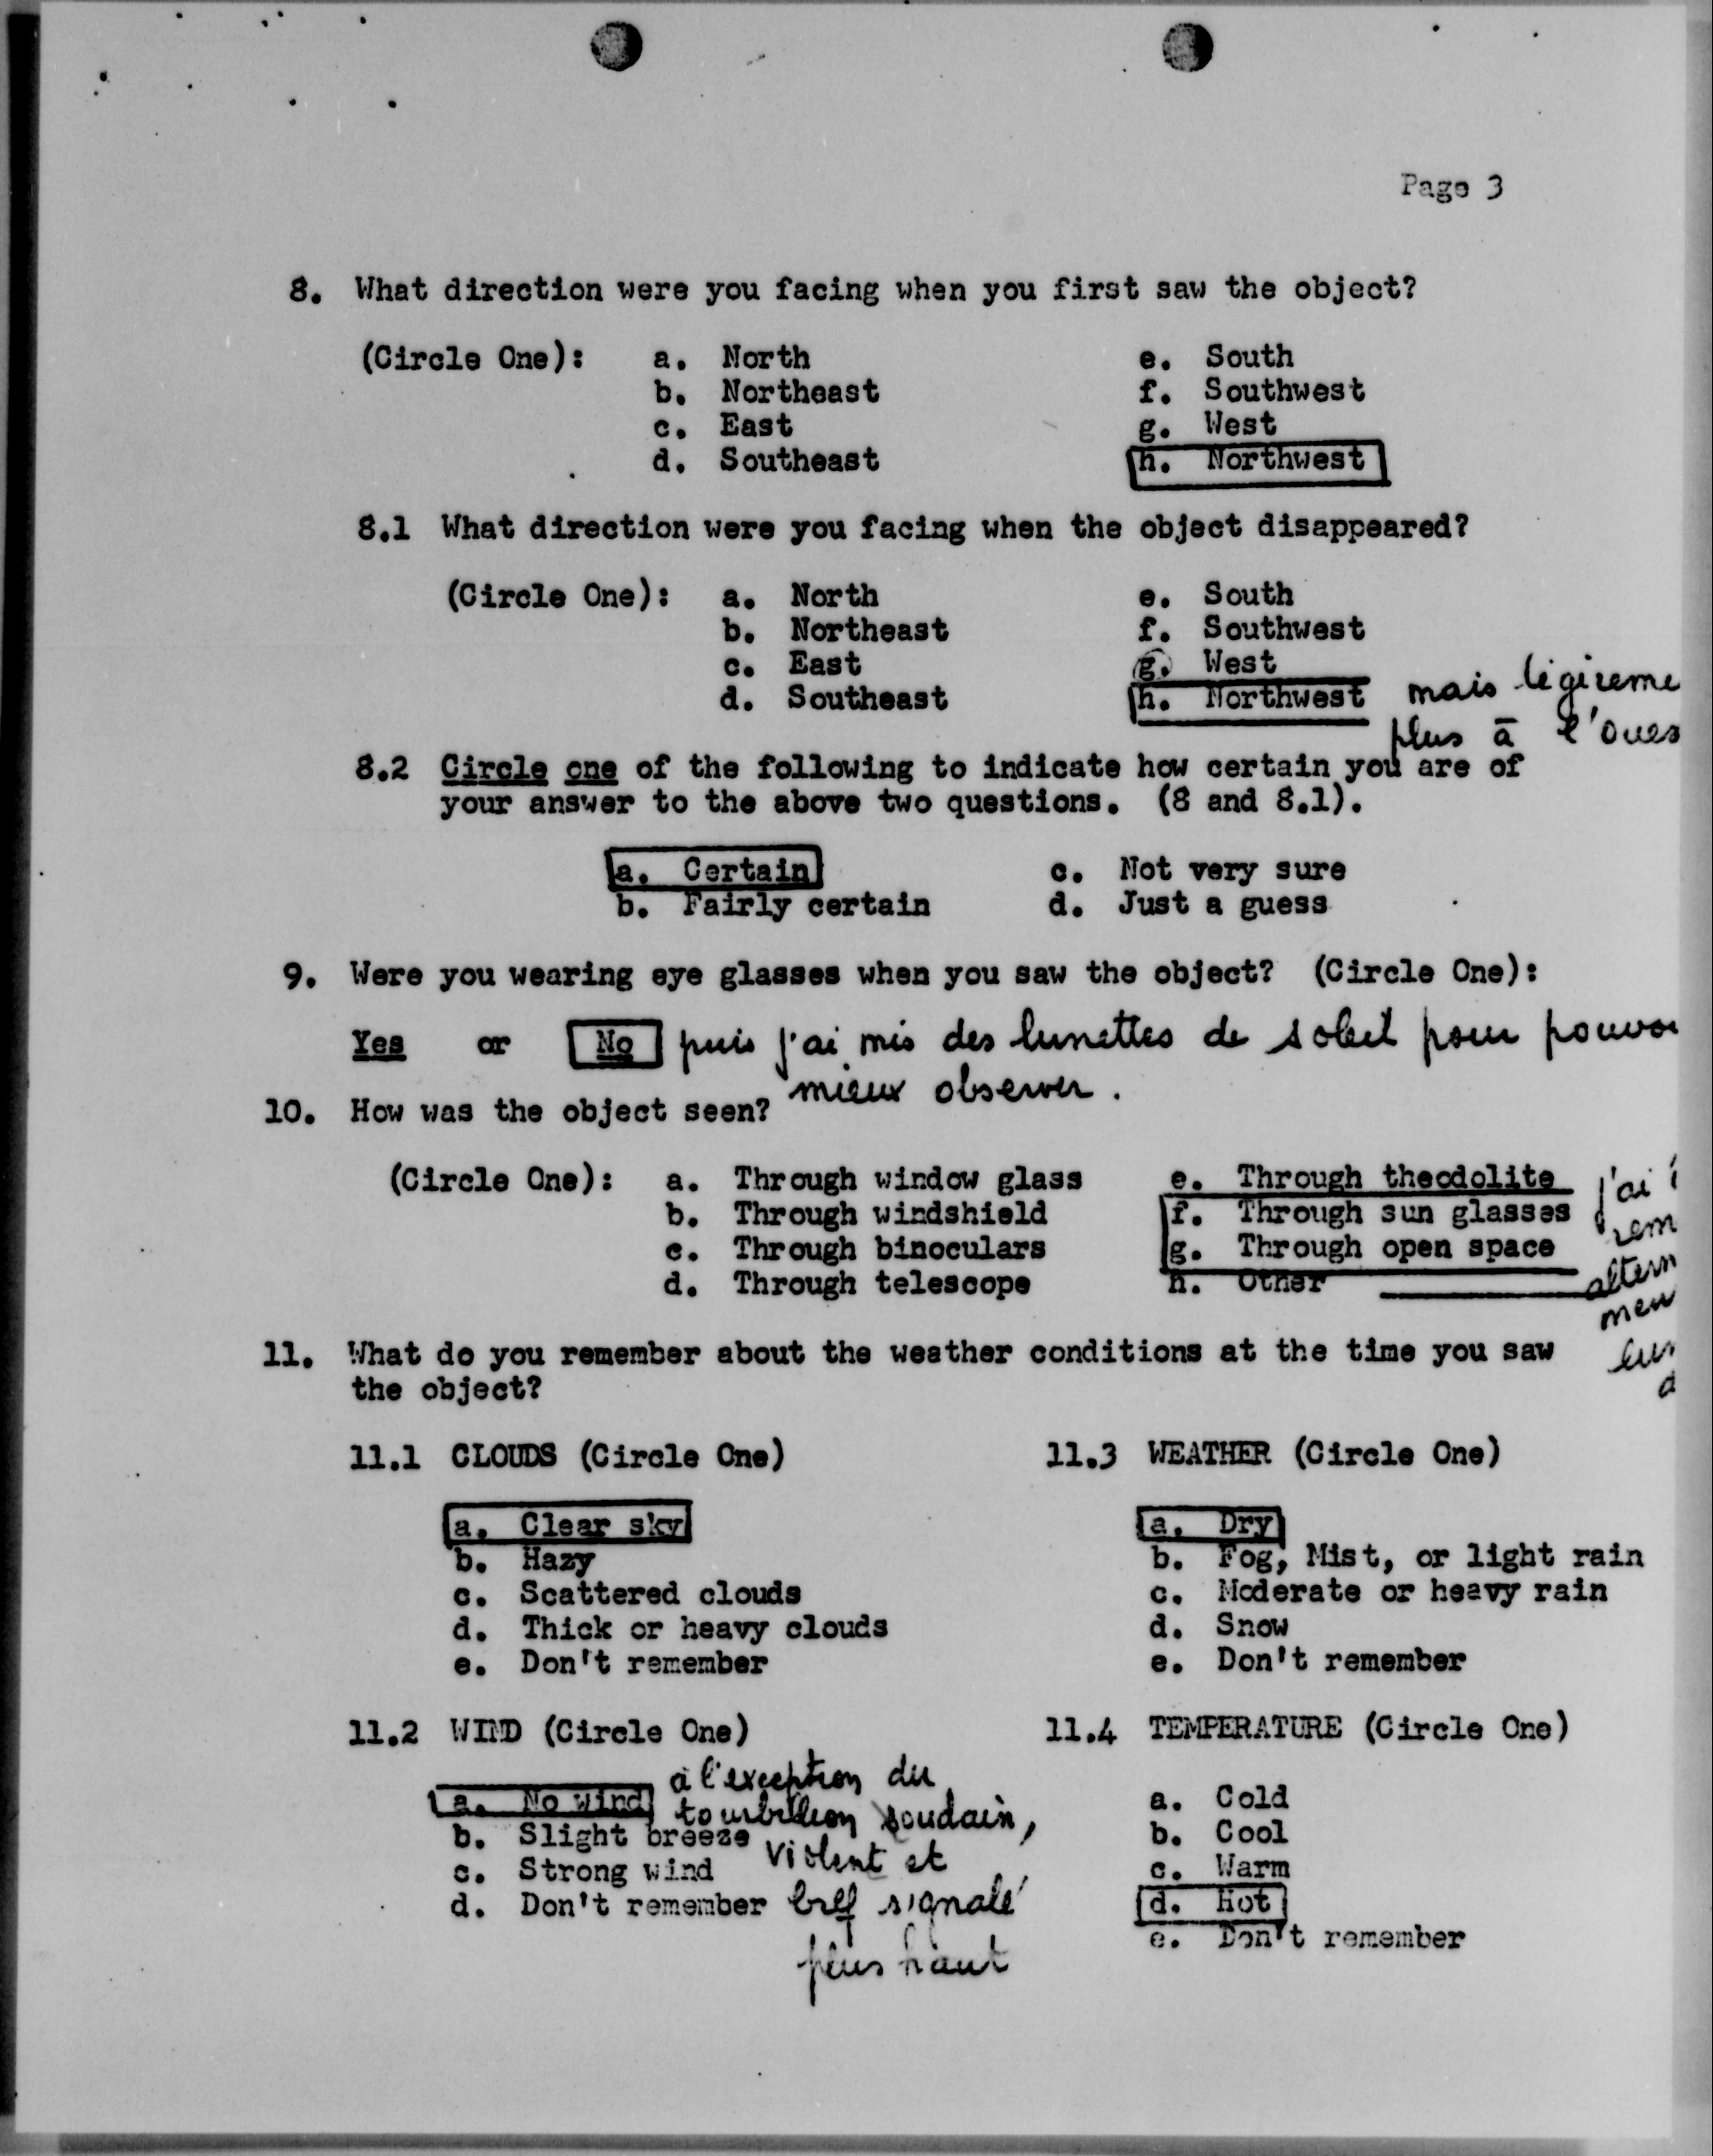 Page 3
8. What direction were you facing when you first saw the object?
(Circle One): a. North e. South
b. Northeast f. Southwest
c. East g. West
d. Southeast h. Northwest
8.1 What direction were you facing when the object disappeared?
(Circle One): a. North e. South
b. Northeast f. Southwest
c. East g. West
d. Southeast h. Northwest mais légèreme
plus à l'oues
8.2 Circle one of the following to indicate how certain you are of
your answer to the above two questions. (8 and 8.1).
a. Certain c. Not very sure
b. Fairly certain d. Just a guess
9. Were you wearing eye glasses when you saw the object? (Circle One):
Yes or No puis j'ai mis des lunettes de soleil pour pouvoi
mieux observer.
10. How was the object seen?
(Circle One): a. Through window glass e. Through theodolite j'ai
b. Through windshield f. Through sun glasses
c. Through binoculars g. Through open space rem
d. Through telescope h. Other altern
men
11. What do you remember about the weather conditions at the time you saw
the object?
11.1 CLOUDS (Circle One) 11.3 WEATHER (Circle One)
a. Clear sky a. Dry
b. Hazy b. Fog, Mist, or light rain
c. Scattered clouds c. Moderate or heavy rain
d. Thick or heavy clouds d. Snow
e. Don't remember e. Don't remember
11.2 WIND (Circle One) 11.4 TEMPERATURE (Circle One)
à l'exception du
a. No wind tourbillon soudain, a. Cold
b. Slight breeze violent et b. Cool
c. Strong wind c. Warm
d. Don't remember bref signalé d. Hot
plus haut e. Don't remember